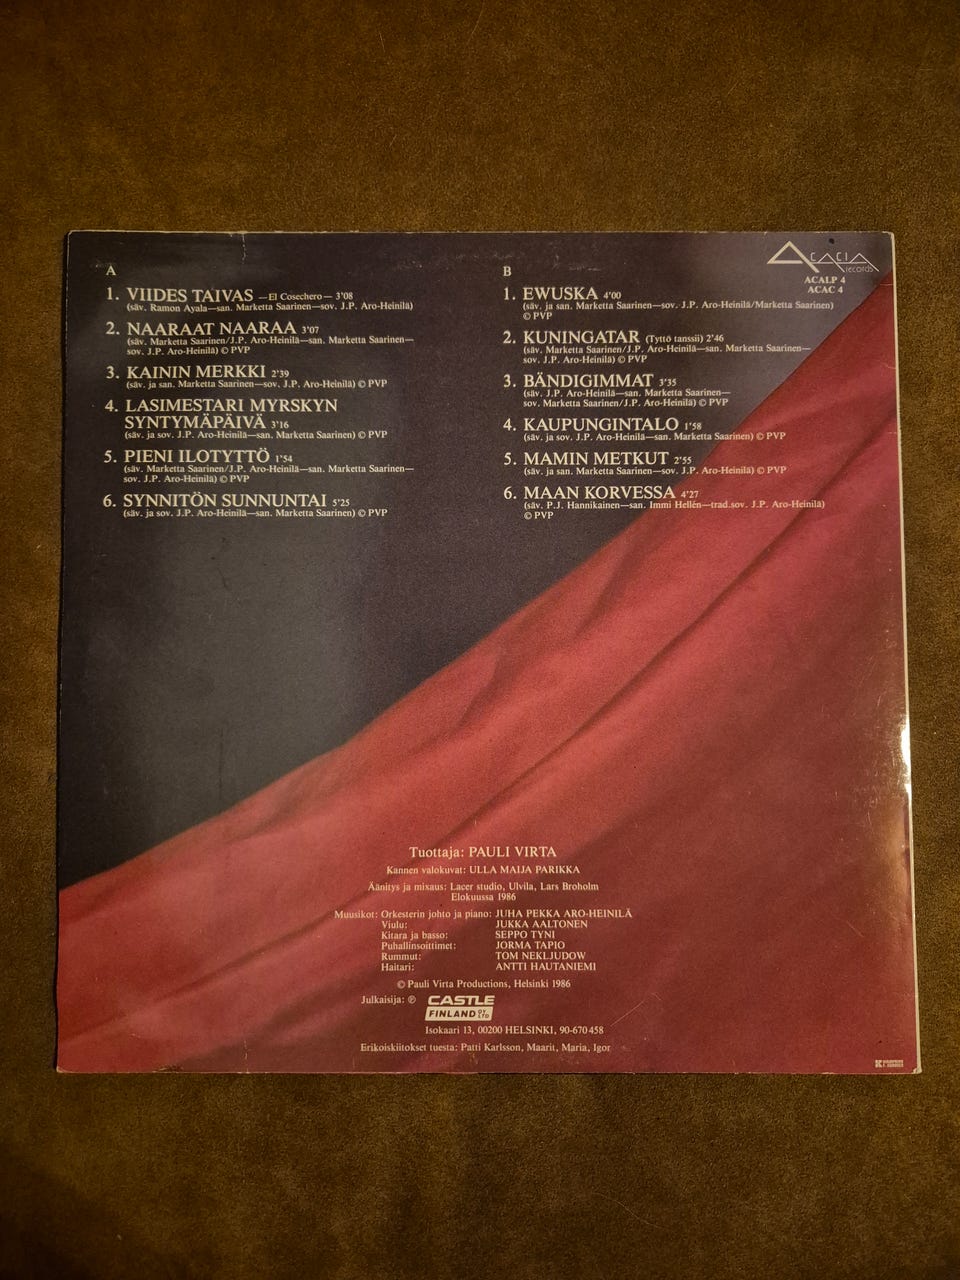 A
1. VIIDES TAIVAS —El Cosechero— 3'08
(säv. Ramon Ayala—san. Marketta Saarinen—sov. J.P. Aro-Heinilä)
2. NAARAAT NAARAA 3'07
(säv. Marketta Saarinen/J.P. Aro-Heinilä—san. Marketta Saarinen—
sov. J.P. Aro-Heinilä) © PVP
3. KAININ MERKKI 2'39
(säv. ja san. Marketta Saarinen—sov. J.P. Aro-Heinilä) © PVP
4. LASIMESTARI MYRSKYN
SYNTYMÄPÄIVÄ 3'16
(säv. ja sov. J.P. Aro-Heinilä—san. Marketta Saarinen) © PVP
5. PIENI ILOTYTTÖ 1'54
(säv. Marketta Saarinen/J.P. Aro-Heinilä—san. Marketta Saarinen—
sov. J.P. Aro-Heinilä) © PVP
6. SYNNITÖN SUNNUNTAI 5'25
(säv. ja sov. J.P. Aro-Heinilä—san. Marketta Saarinen) © PVP
B
1. EWUSKA 4'00
(säv. ja san. Marketta Saarinen—sov. J.P. Aro-Heinilä/Marketta Saarinen)
© PVP
2. KUNINGATAR (Tyttö tanssii) 2'46
(säv. Marketta Saarinen/J.P. Aro-Heinilä—san. Marketta Saarinen—
sov. J.P. Aro-Heinilä) © PVP
3. BÄNDIGIMMAT 3'35
(säv. J.P. Aro-Heinilä—san. Marketta Saarinen—
sov. Marketta Saarinen/J.P. Aro-Heinilä) © PVP
4. KAUPUNGINTALO 1'58
(säv. ja sov. J.P. Aro-Heinilä—san. Marketta Saarinen) © PVP
5. MAMIN METKUT 2'55
(säv. ja san. Marketta Saarinen—sov. J.P. Aro-Heinilä) © PVP
6. MAAN KORVESSA 4'27
(säv. P.J. Hannikainen—san. Immi Hellén—trad.sov. J.P. Aro-Heinilä)
© PVP
ACACIA
records
ACALP 4
ACAC 4
Tuottaja: PAULI VIRTA
Kannen valokuvat: ULLA MAIJA PARIKKA
Äänitys ja mixaus: Lacer studio, Ulvila, Lars Broholm
Elokuussa 1986
Muusikot: Orkesterin johto ja piano: JUHA PEKKA ARO-HEINILÄ
Viulu: JUKKA AALTONEN
Kitara ja basso: SEPPO TYNI
Puhallinsoittimet: JORMA TAPIO
Rummut: TOM NEKLJUDOW
Haitari: ANTTI HAUTANIEMI
© Pauli Virta Productions, Helsinki 1986
Julkaisija: ℗ CASTLE
FINLAND OY LTD
Isokaari 13, 00200 HELSINKI, 90-670 458
Erikoiskiitokset tuesta: Patti Karlsson, Maarit, Maria, Igor